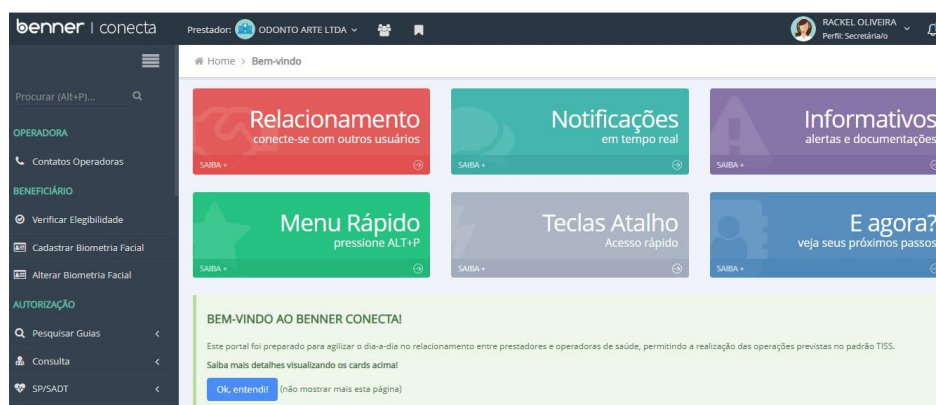 benner | conecta
Prestador: ODONTO ARTE LTDA
RACKEL OLIVEIRA
Perfil: Secretária/o
Home > Bem-vindo
Procurar (Alt+P)...
OPERADORA
Contatos Operadoras
BENEFICIÁRIO
Verificar Elegibilidade
Cadastrar Biometria Facial
Alterar Biometria Facial
AUTORIZAÇÃO
Pesquisar Guias
Consulta
SP/SADT
Relacionamento
conecte-se com outros usuários
SAIBA +
Notificações
em tempo real
SAIBA +
Informativos
alertas e documentações
SAIBA +
Menu Rápido
pressione ALT+P
SAIBA +
Teclas Atalho
Acesso rápido
SAIBA +
E agora?
veja seus próximos passos
SAIBA +
BEM-VINDO AO BENNER CONECTA!
Este portal foi preparado para agilizar o dia-a-dia no relacionamento entre prestadores e operadoras de saúde, permitindo a realização das operações previstas no padrão TISS.
Saiba mais detalhes visualizando os cards acima!
Ok, entendi! (não mostrar mais esta página)